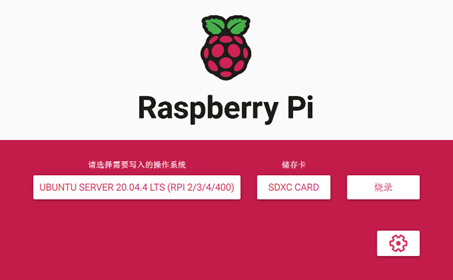 Raspberry Pi
请选择需要写入的操作系统
储存卡
UBUNTU SERVER 20.04.4 LTS (RPI 2/3/4/400)
SDXC CARD
烧录